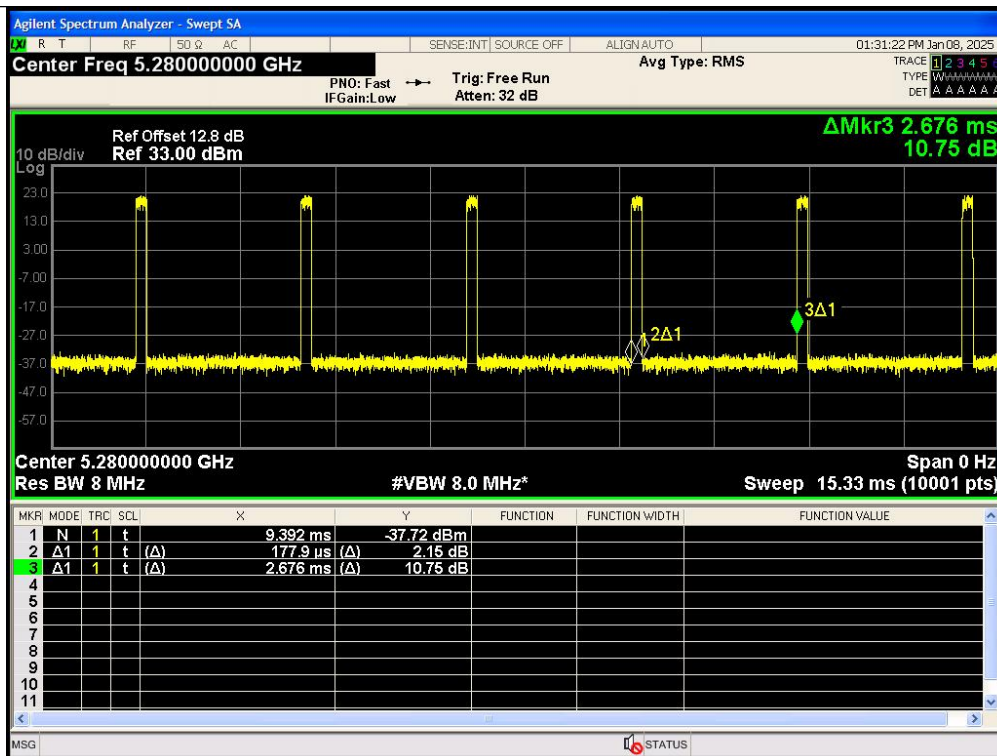 Agilent Spectrum Analyzer - Swept SA
LXI R T RF 50 Ω AC SENSE:INT SOURCE OFF ALIGNAUTO 01:31:22 PM Jan 08, 2025
Center Freq 5.280000000 GHz Avg Type: RMS TRACE 1 2 3 4 5 6
PNO: Fast Trig: Free Run TYPE W
IFGain:Low Atten: 32 dB DET A A A A A A
ΔMkr3 2.676 ms
10.75 dB
Ref Offset 12.8 dB
10 dB/div Ref 33.00 dBm
Log
23.0
13.0
3.00
-7.00
-17.0
3Δ1
-27.0
2Δ1
-37.0
-47.0
-57.0
Center 5.280000000 GHz Span 0 Hz
Res BW 8 MHz #VBW 8.0 MHz* Sweep 15.33 ms (10001 pts)
MKR MODE TRC SCL X Y FUNCTION FUNCTION WIDTH FUNCTION VALUE
1 N 1 t 9.392 ms -37.72 dBm
2 Δ1 1 t (Δ) 177.9 µs (Δ) 2.15 dB
3 Δ1 1 t (Δ) 2.676 ms (Δ) 10.75 dB
4
5
6
7
8
9
10
11
MSG STATUS